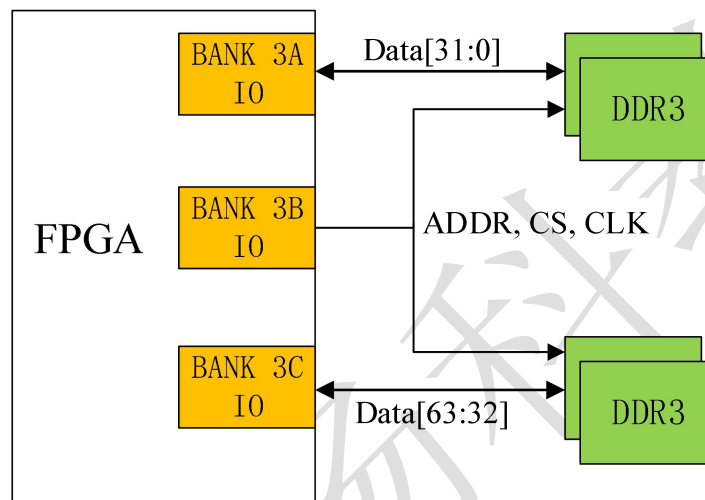 BANK 3A
IO
Data[31:0]
DDR3
BANK 3B
IO
FPGA
ADDR, CS, CLK
BANK 3C
IO
Data[63:32]
DDR3